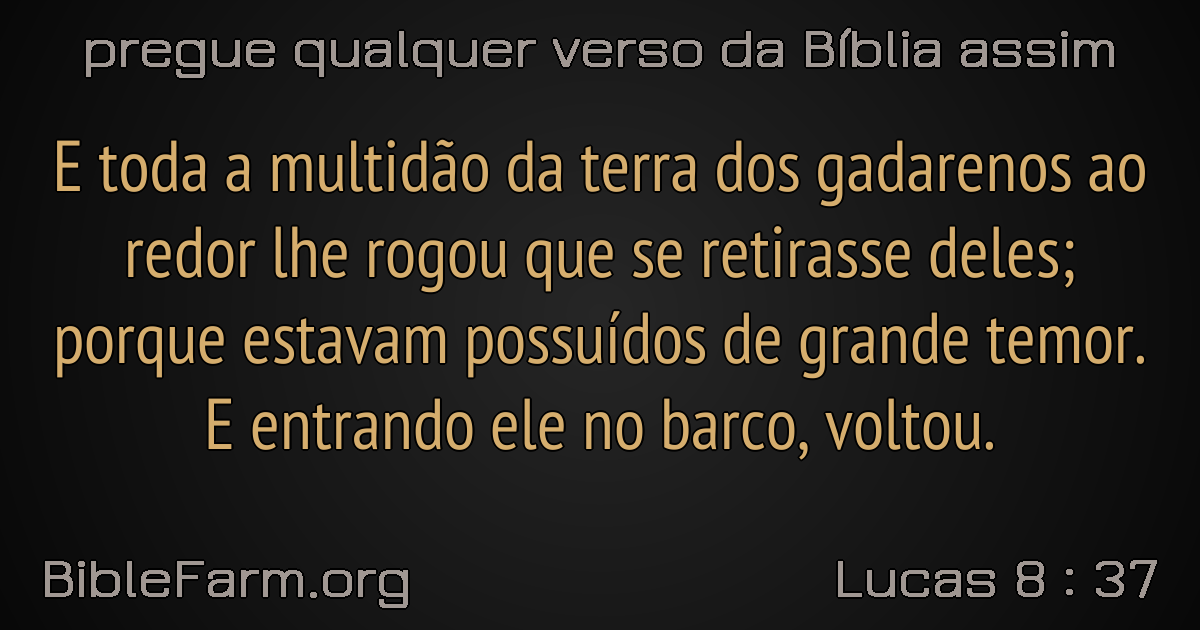 pregue qualquer verso da Bíblia assim
E toda a multidão da terra dos gadarenos ao
redor lhe rogou que se retirasse deles;
porque estavam possuídos de grande temor.
E entrando ele no barco, voltou.
BibleFarm.org
Lucas 8 : 37